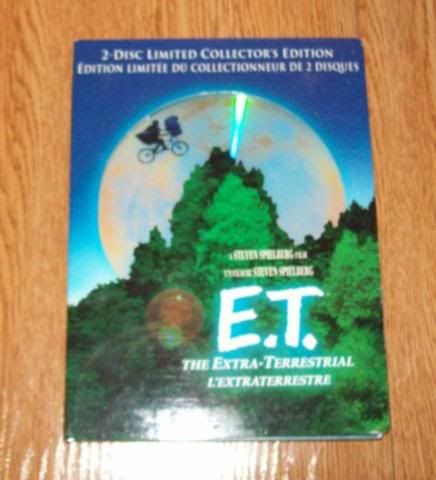 2-DISC LIMITED COLLECTOR'S EDITION
ÉDITION LIMITÉE DU COLLECTIONNEUR DE 2 DISQUES
A STEVEN SPIELBERG FILM
UN FILM DE STEVEN SPIELBERG
E.T.
THE EXTRA-TERRESTRIAL
L'EXTRATERRESTRE